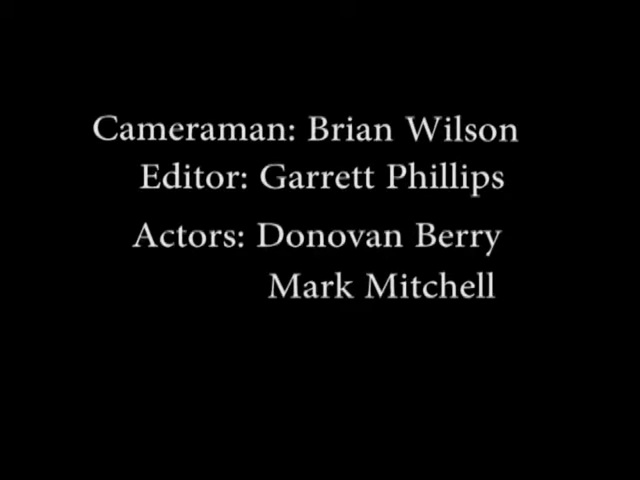 Cameraman: Brian Wilson
Editor: Garrett Phillips
Actors: Donovan Berry
Mark Mitchell